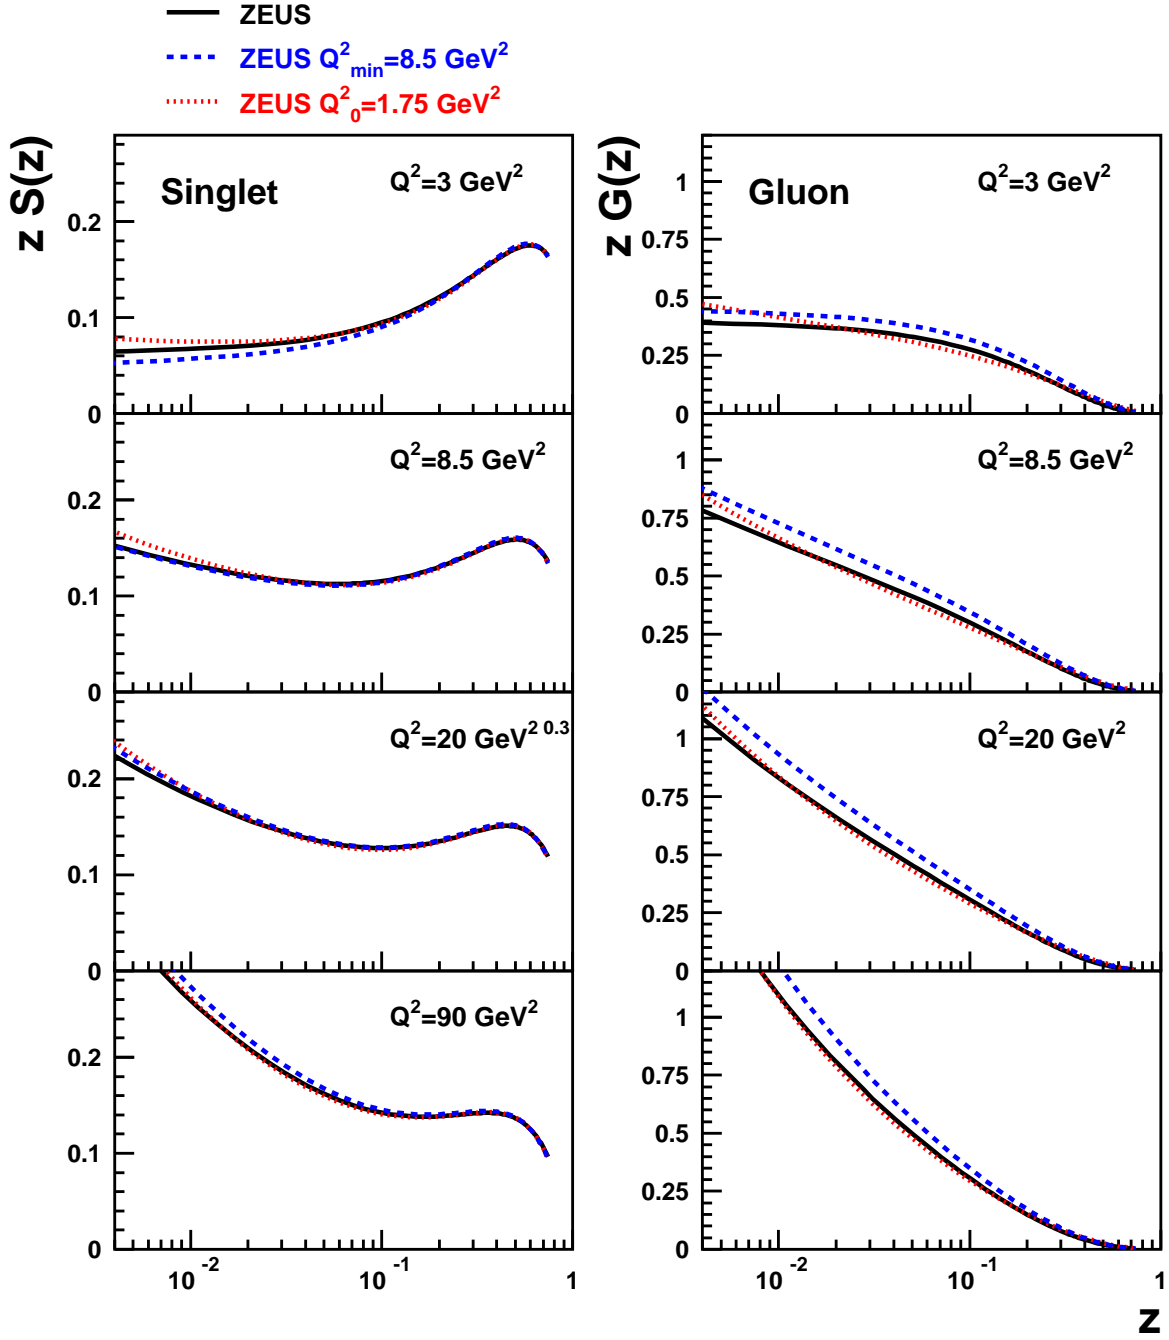 ZEUS
ZEUS Q²min=8.5 GeV²
ZEUS Q²0=1.75 GeV²
z S(z)
z G(z)
Singlet
Q²=3 GeV²
Gluon
Q²=3 GeV²
0.2
0.1
0
1
0.75
0.5
0.25
0
Q²=8.5 GeV²
Q²=8.5 GeV²
0.2
0.1
0
1
0.75
0.5
0.25
0
Q²=20 GeV² 0.3
Q²=20 GeV²
0.2
0.1
0
1
0.75
0.5
0.25
0
Q²=90 GeV²
0.2
0.1
0
1
0.75
0.5
0.25
0
10⁻² 10⁻¹ 1
10⁻² 10⁻¹ 1
z